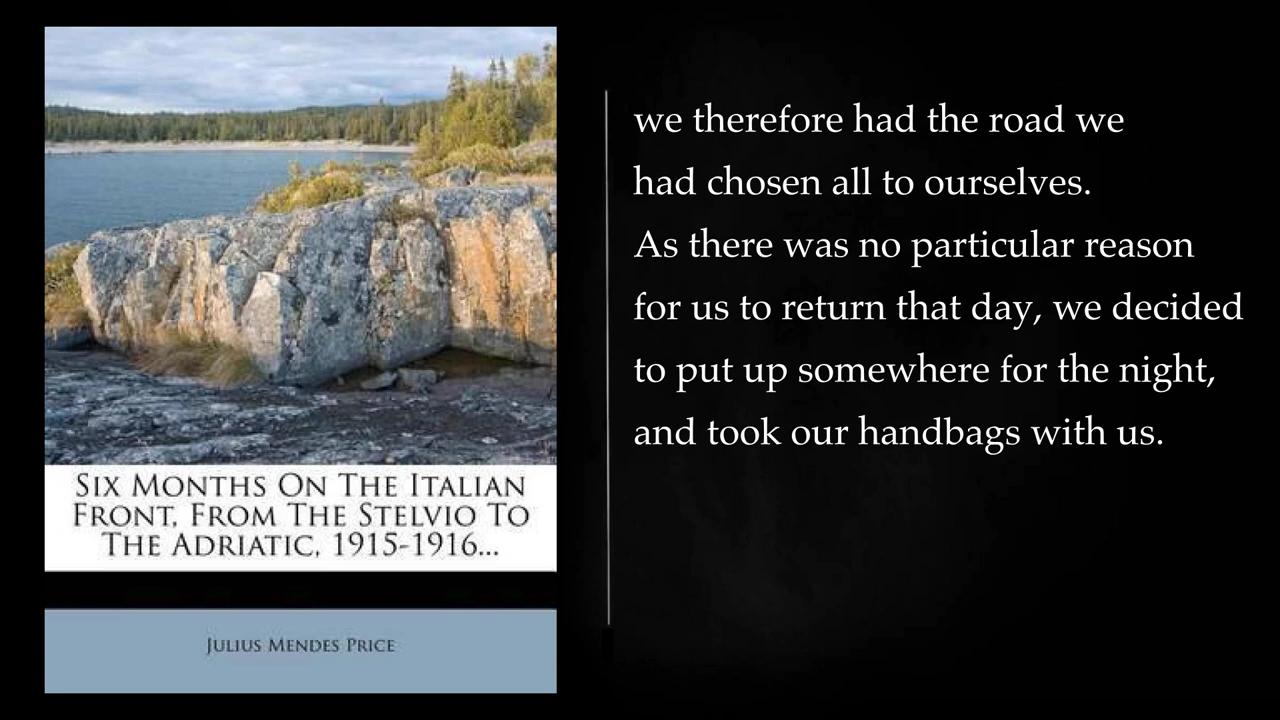 Six Months On The Italian
Front, From The Stelvio To
The Adriatic, 1915-1916...
Julius Mendes Price
we therefore had the road we
had chosen all to ourselves.
As there was no particular reason
for us to return that day, we decided
to put up somewhere for the night,
and took our handbags with us.